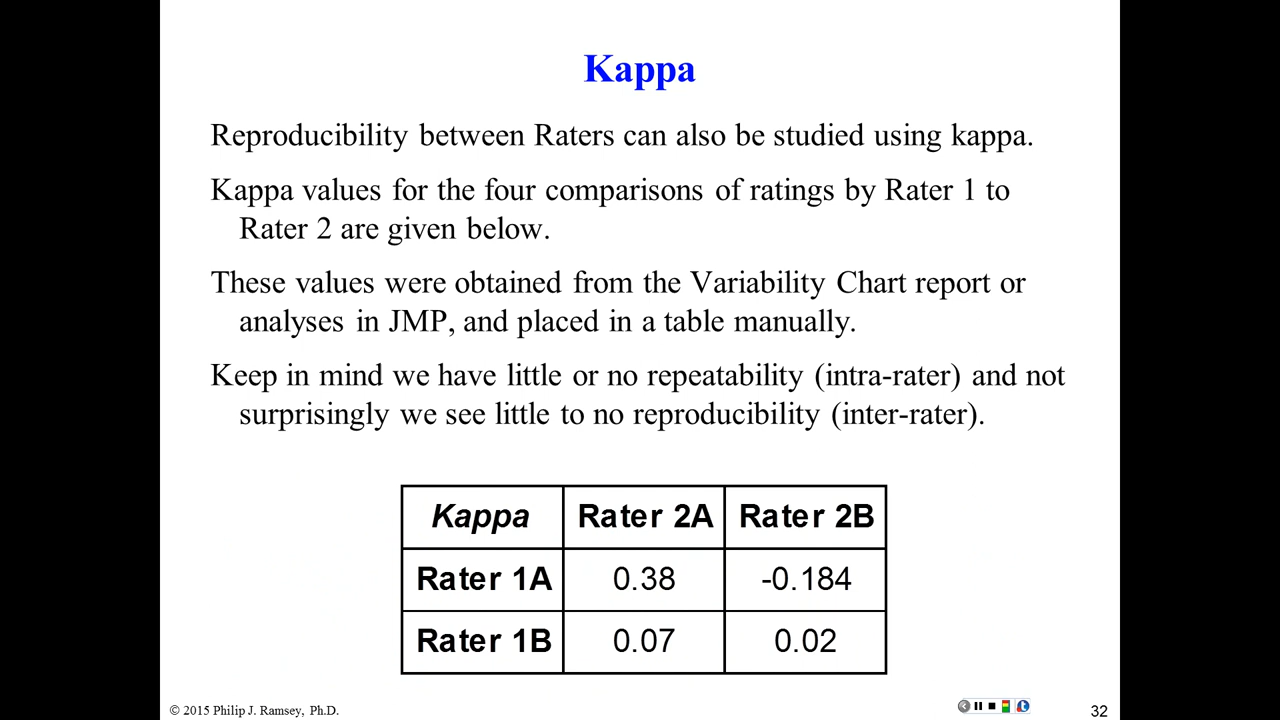 Kappa
Reproducibility between Raters can also be studied using kappa.
Kappa values for the four comparisons of ratings by Rater 1 to
Rater 2 are given below.
These values were obtained from the Variability Chart report or
analyses in JMP, and placed in a table manually.
Keep in mind we have little or no repeatability (intra-rater) and not
surprisingly we see little to no reproducibility (inter-rater).
Kappa Rater 2A Rater 2B
Rater 1A 0.38 -0.184
Rater 1B 0.07 0.02
© 2015 Philip J. Ramsey, Ph.D.
32